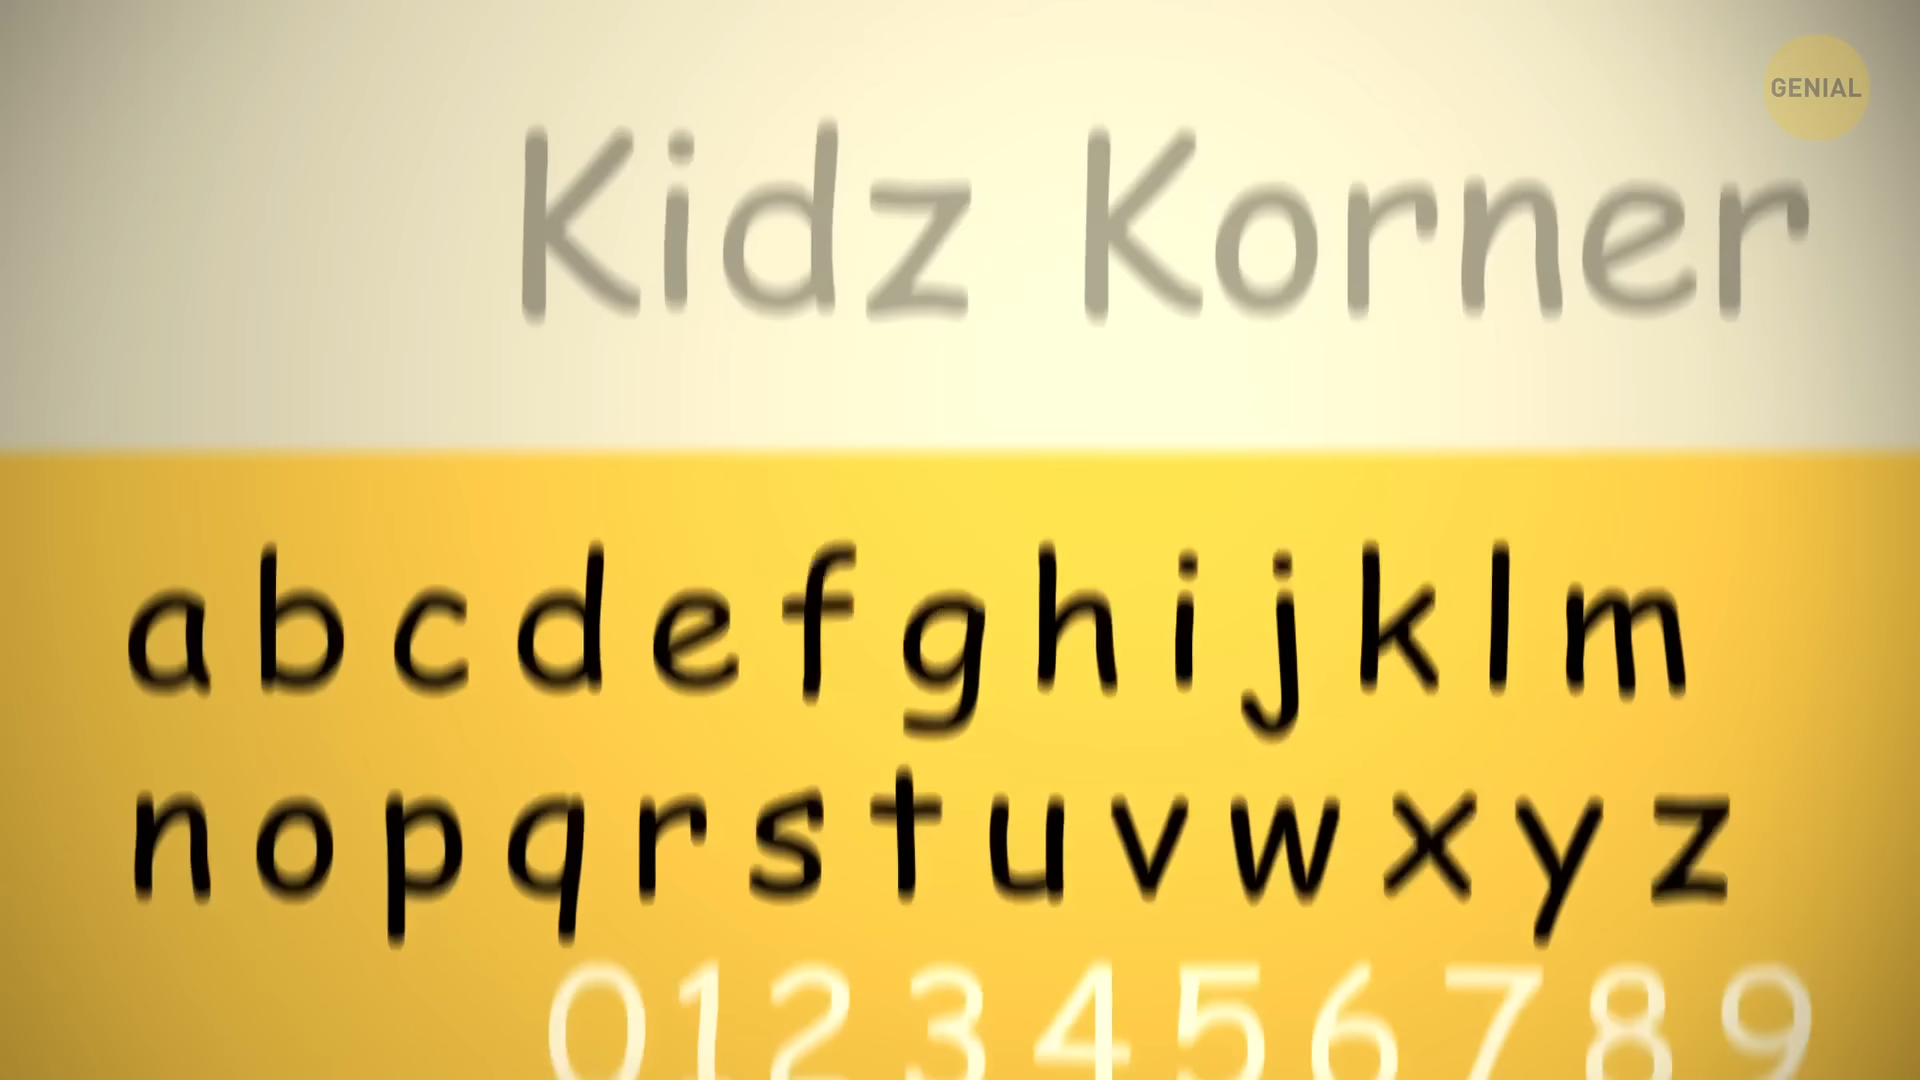 GENIAL
Kidz Korner
a b c d e f g h i j k l m
n o p q r s t u v w x y z
0 1 2 3 4 5 6 7 8 9